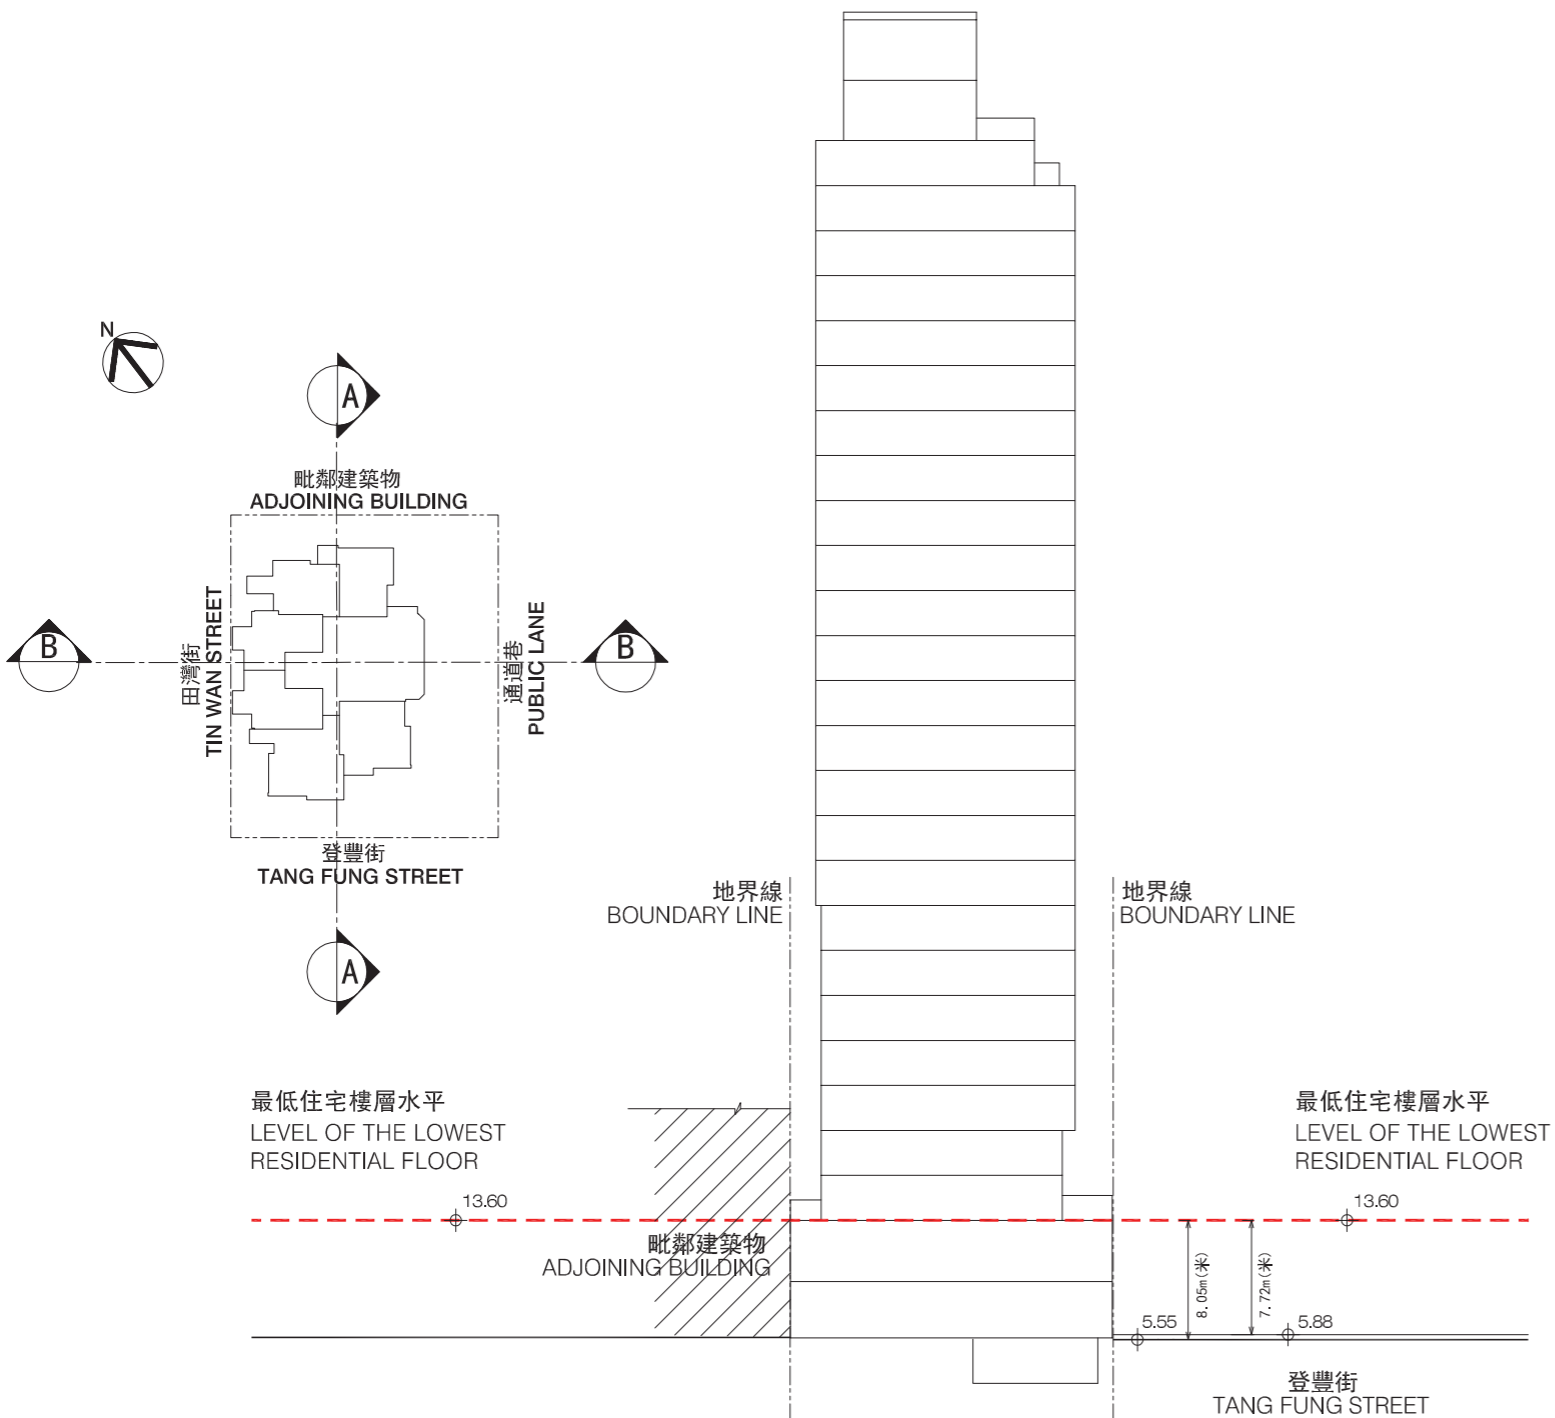 N
A
毗鄰建築物
ADJOINING BUILDING
田灣街
TIN WAN STREET
B
通道巷
PUBLIC LANE
B
登豐街
TANG FUNG STREET
A
地界線
BOUNDARY LINE
地界線
BOUNDARY LINE
最低住宅樓層水平
LEVEL OF THE LOWEST
RESIDENTIAL FLOOR
13.60
最低住宅樓層水平
LEVEL OF THE LOWEST
RESIDENTIAL FLOOR
13.60
毗鄰建築物
ADJOINING BUILDING
8.05m(米)
7.72m(米)
5.55
5.88
登豐街
TANG FUNG STREET